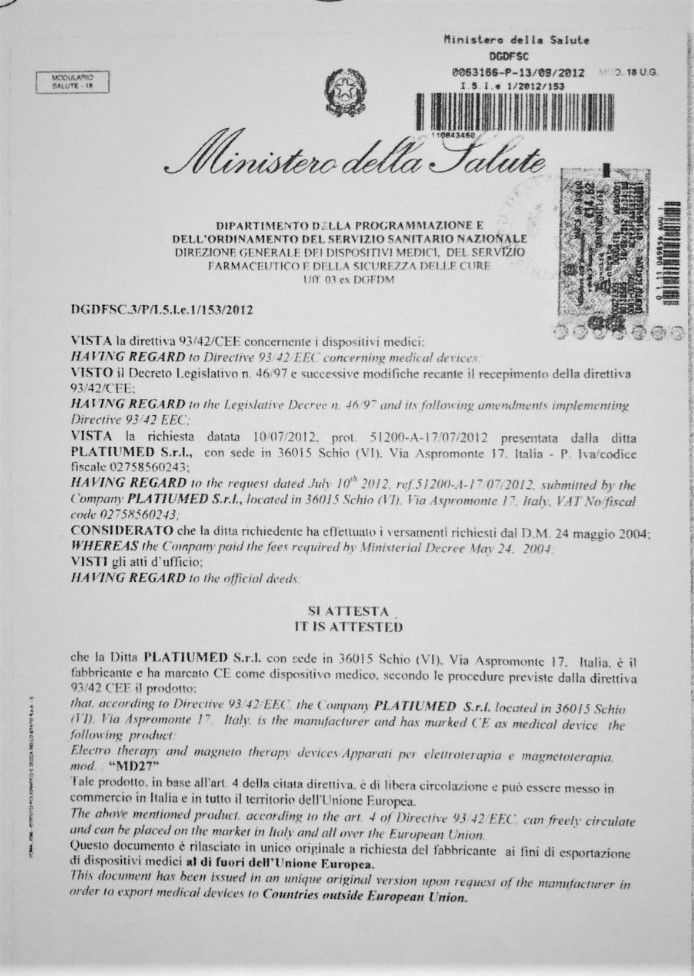 Ministero della Salute
DGDFSC
0063166-P-13/09/2012
I.5.I.e 1/2012/153
MOD. 18 U.G.
MODULARIO
SALUTE - 18
110843450
Ministero della Salute
€14,62
DIPARTIMENTO DELLA PROGRAMMAZIONE E
DELL'ORDINAMENTO DEL SERVIZIO SANITARIO NAZIONALE
DIREZIONE GENERALE DEI DISPOSITIVI MEDICI, DEL SERVIZIO
FARMACEUTICO E DELLA SICUREZZA DELLE CURE
Uff. 03 ex DGFDM
DGDFSC.3/P/I.5.I.e.1/153/2012
VISTA la direttiva 93/42/CEE concernente i dispositivi medici;
HAVING REGARD to Directive 93/42/EEC concerning medical devices;
VISTO il Decreto Legislativo n. 46/97 e successive modifiche recante il recepimento della direttiva
93/42/CEE;
HAVING REGARD to the Legislative Decree n. 46/97 and its following amendments implementing
Directive 93/42 EEC;
VISTA la richiesta datata 10/07/2012, prot. 51200-A-17/07/2012 presentata dalla ditta
PLATIUMED S.r.l., con sede in 36015 Schio (VI), Via Aspromonte 17, Italia - P. Iva/codice
fiscale 02758560243;
HAVING REGARD to the request dated July 10th 2012, ref.51200-A-17/07/2012, submitted by the
Company PLATIUMED S.r.l., located in 36015 Schio (VI), Via Aspromonte 17, Italy, VAT No/fiscal
code 02758560243;
CONSIDERATO che la ditta richiedente ha effettuato i versamenti richiesti dal D.M. 24 maggio 2004;
WHEREAS the Company paid the fees required by Ministerial Decree May 24, 2004;
VISTI gli atti d'ufficio;
HAVING REGARD to the official deeds;
SI ATTESTA
IT IS ATTESTED
che la Ditta PLATIUMED S.r.l. con sede in 36015 Schio (VI), Via Aspromonte 17, Italia, è il
fabbricante e ha marcato CE come dispositivo medico, secondo le procedure previste dalla direttiva
93/42 CEE il prodotto:
that, according to Directive 93/42/EEC, the Company PLATIUMED S.r.l. located in 36015 Schio
(VI), Via Aspromonte 17, Italy, is the manufacturer and has marked CE as medical device the
following product:
Electro therapy and magneto therapy devices/Apparati per elettroterapia e magnetoterapia,
mod. : “MD27”
Tale prodotto, in base all'art. 4 della citata direttiva, è di libera circolazione e può essere messo in
commercio in Italia e in tutto il territorio dell'Unione Europea.
The above mentioned product, according to the art. 4 of Directive 93/42/EEC, can freely circulate
and can be placed on the market in Italy and all over the European Union.
Questo documento è rilasciato in unico originale a richiesta del fabbricante ai fini di esportazione
di dispositivi medici al di fuori dell'Unione Europea.
This document has been issued in an unique original version upon request of the manufacturer in
order to export medical devices to Countries outside European Union.